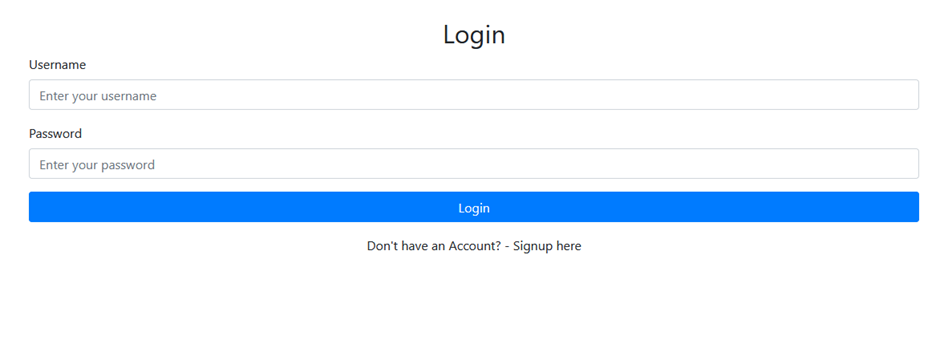 Login
Username
Enter your username
Password
Enter your password
Login
Don't have an Account? - Signup here